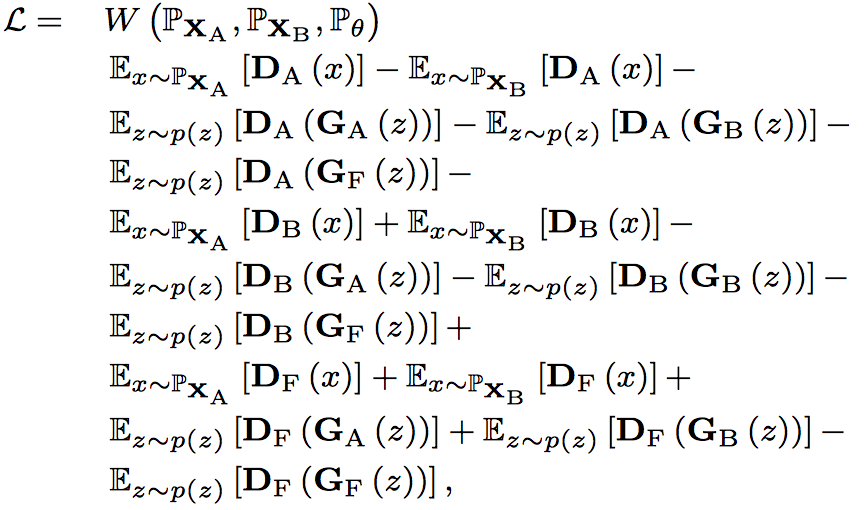 ℒ = W (ℙ_{𝐗_A}, ℙ_{𝐗_B}, ℙ_θ)
𝔼_{x∼ℙ_{𝐗_A}} [𝐃_A (x)] − 𝔼_{x∼ℙ_{𝐗_B}} [𝐃_A (x)] −
𝔼_{z∼p(z)} [𝐃_A (𝐆_A (z))] − 𝔼_{z∼p(z)} [𝐃_A (𝐆_B (z))] −
𝔼_{z∼p(z)} [𝐃_A (𝐆_F (z))] −
𝔼_{x∼ℙ_{𝐗_A}} [𝐃_B (x)] + 𝔼_{x∼ℙ_{𝐗_B}} [𝐃_B (x)] −
𝔼_{z∼p(z)} [𝐃_B (𝐆_A (z))] − 𝔼_{z∼p(z)} [𝐃_B (𝐆_B (z))] −
𝔼_{z∼p(z)} [𝐃_B (𝐆_F (z))] +
𝔼_{x∼ℙ_{𝐗_A}} [𝐃_F (x)] + 𝔼_{x∼ℙ_{𝐗_B}} [𝐃_F (x)] +
𝔼_{z∼p(z)} [𝐃_F (𝐆_A (z))] + 𝔼_{z∼p(z)} [𝐃_F (𝐆_B (z))] −
𝔼_{z∼p(z)} [𝐃_F (𝐆_F (z))] ,